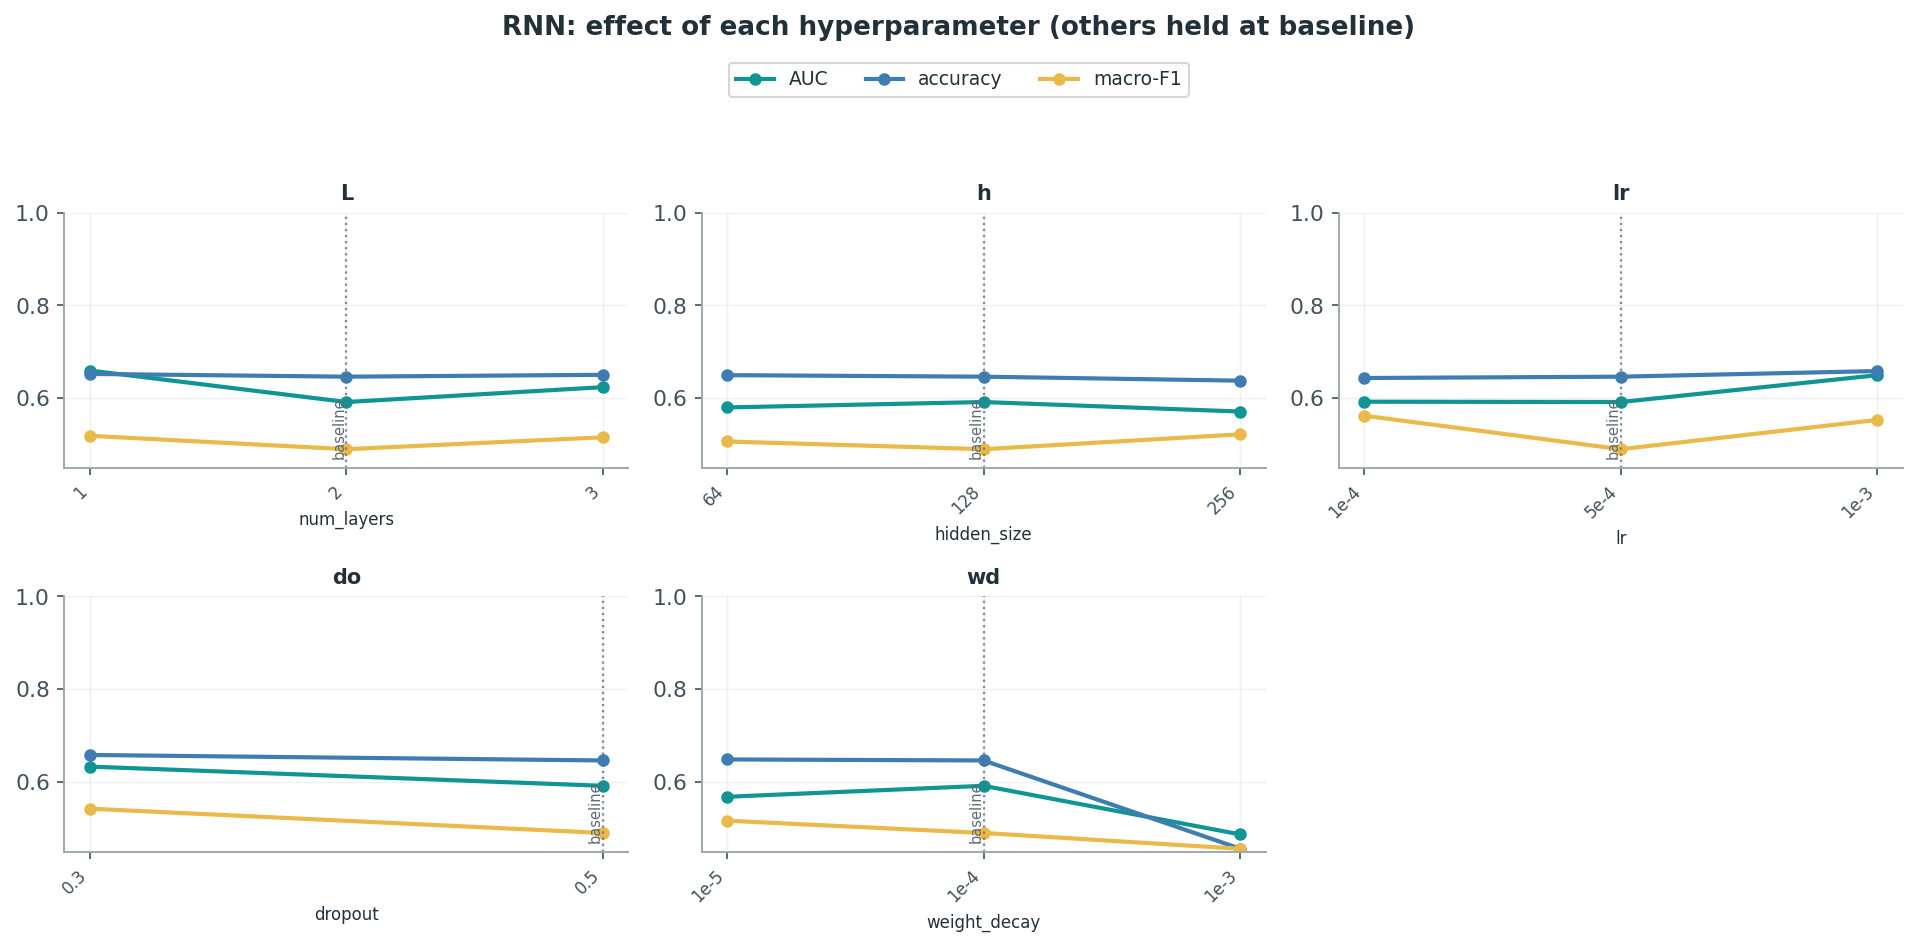 RNN: effect of each hyperparameter (others held at baseline)
AUC accuracy macro-F1
L
1.0
0.8
0.6
baseline
1 2 3
num_layers
h
1.0
0.8
0.6
baseline
64 128 256
hidden_size
lr
1.0
0.8
0.6
baseline
1e-4 5e-4 1e-3
lr
do
1.0
0.8
0.6
baseline
0.3 0.5
dropout
wd
1.0
0.8
0.6
baseline
1e-5 1e-4 1e-3
weight_decay